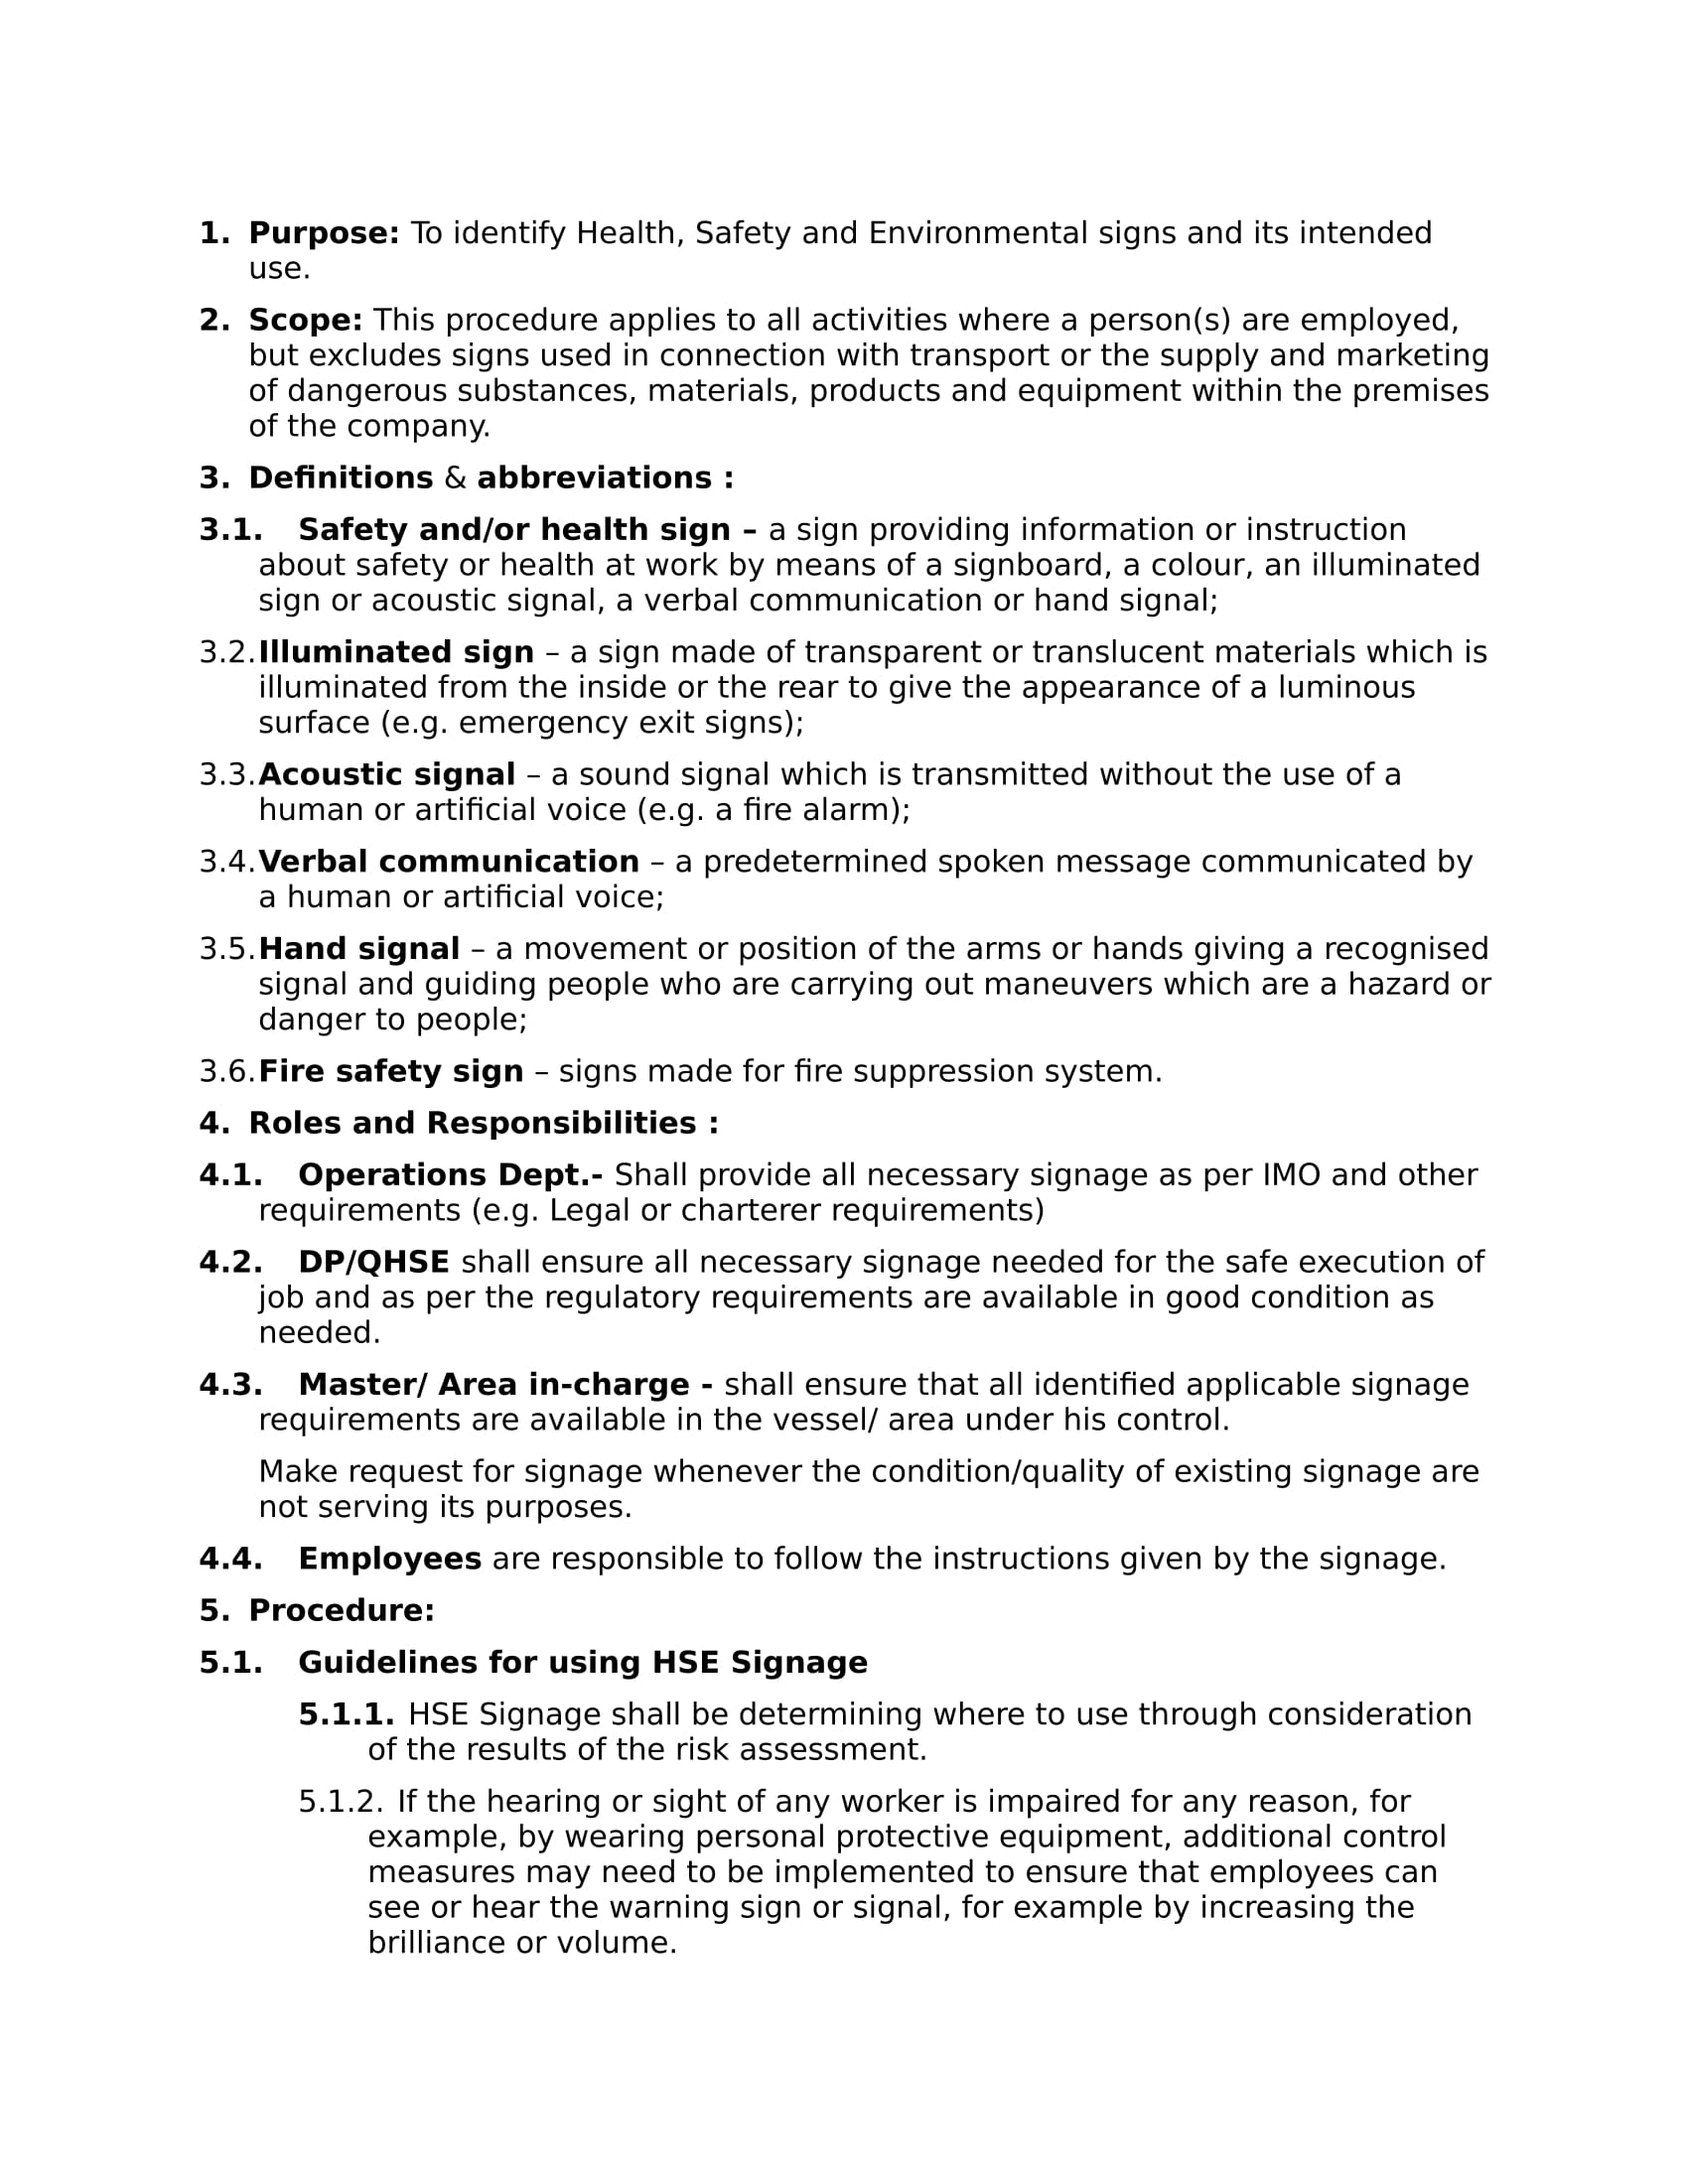 1. Purpose: To identify Health, Safety and Environmental signs and its intended
use.
2. Scope: This procedure applies to all activities where a person(s) are employed,
but excludes signs used in connection with transport or the supply and marketing
of dangerous substances, materials, products and equipment within the premises
of the company.
3. Definitions & abbreviations :
3.1. Safety and/or health sign – a sign providing information or instruction
about safety or health at work by means of a signboard, a colour, an illuminated
sign or acoustic signal, a verbal communication or hand signal;
3.2. Illuminated sign – a sign made of transparent or translucent materials which is
illuminated from the inside or the rear to give the appearance of a luminous
surface (e.g. emergency exit signs);
3.3. Acoustic signal – a sound signal which is transmitted without the use of a
human or artificial voice (e.g. a fire alarm);
3.4. Verbal communication – a predetermined spoken message communicated by
a human or artificial voice;
3.5. Hand signal – a movement or position of the arms or hands giving a recognised
signal and guiding people who are carrying out maneuvers which are a hazard or
danger to people;
3.6. Fire safety sign – signs made for fire suppression system.
4. Roles and Responsibilities :
4.1. Operations Dept.- Shall provide all necessary signage as per IMO and other
requirements (e.g. Legal or charterer requirements)
4.2. DP/QHSE shall ensure all necessary signage needed for the safe execution of
job and as per the regulatory requirements are available in good condition as
needed.
4.3. Master/ Area in-charge - shall ensure that all identified applicable signage
requirements are available in the vessel/ area under his control.
Make request for signage whenever the condition/quality of existing signage are
not serving its purposes.
4.4. Employees are responsible to follow the instructions given by the signage.
5. Procedure:
5.1. Guidelines for using HSE Signage
5.1.1. HSE Signage shall be determining where to use through consideration
of the results of the risk assessment.
5.1.2. If the hearing or sight of any worker is impaired for any reason, for
example, by wearing personal protective equipment, additional control
measures may need to be implemented to ensure that employees can
see or hear the warning sign or signal, for example by increasing the
brilliance or volume.